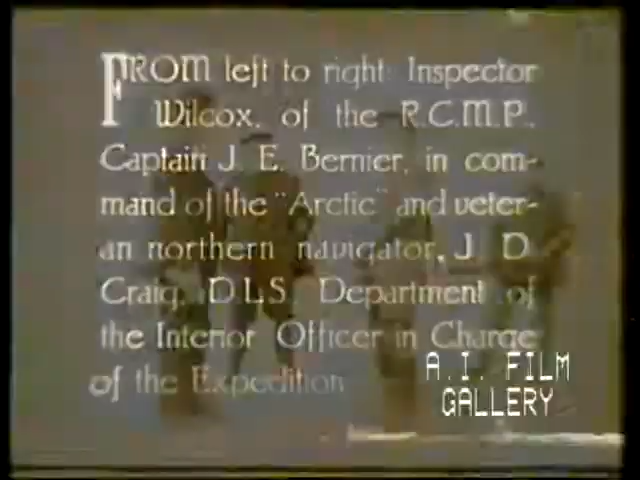 FROM left to right: Inspector
Wilcox, of the R.C.M.P.,
Captain J. E. Bernier, in com-
mand of the "Arctic" and veter-
an northern navigator, J. D.
Craig, D.L.S. Department of
the Interior Officer in Charge
of the Expedition
A.I. FILM
GALLERY